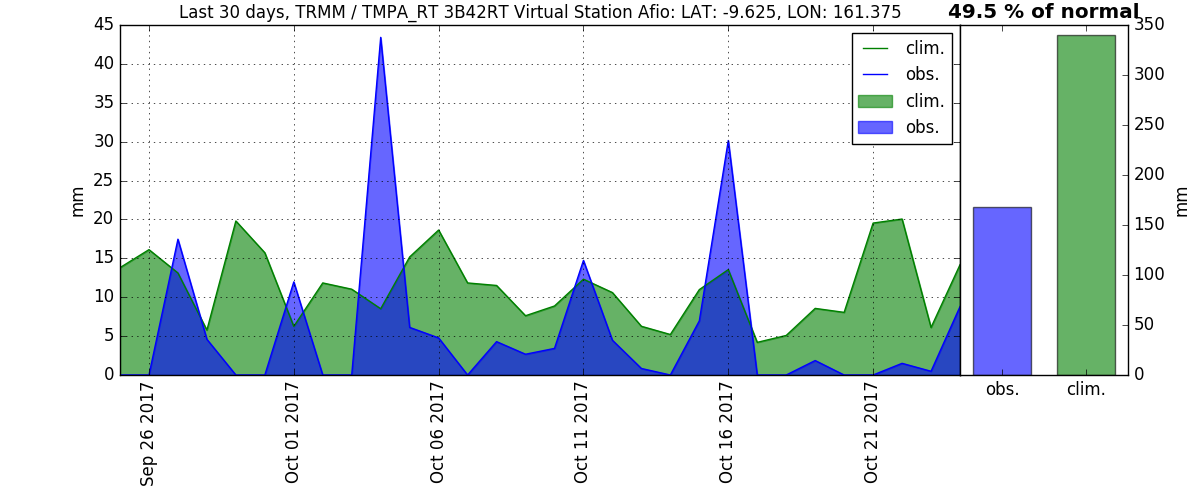 Last 30 days, TRMM / TMPA_RT 3B42RT Virtual Station Afio: LAT: -9.625, LON: 161.375
49.5 % of normal
45
40
35
30
25
20
15
10
5
0
mm
clim.
obs.
clim.
obs.
Sep 26 2017
Oct 01 2017
Oct 06 2017
Oct 11 2017
Oct 16 2017
Oct 21 2017
350
300
250
200
150
100
50
0
mm
obs.
clim.